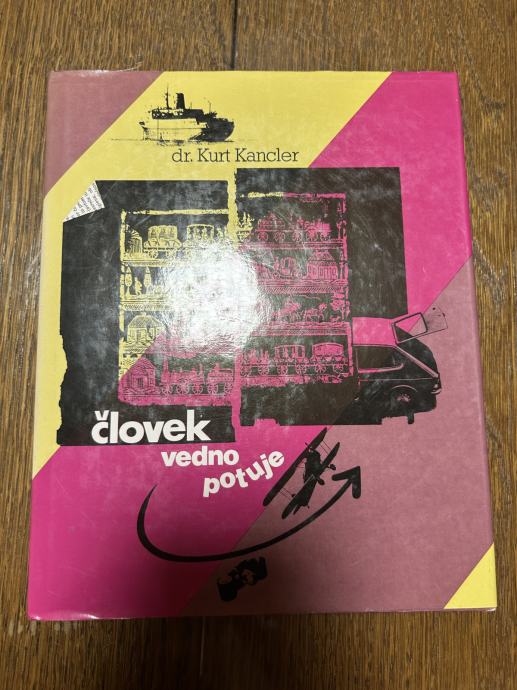 dr. Kurt Kancler
človek
vedno
potuje